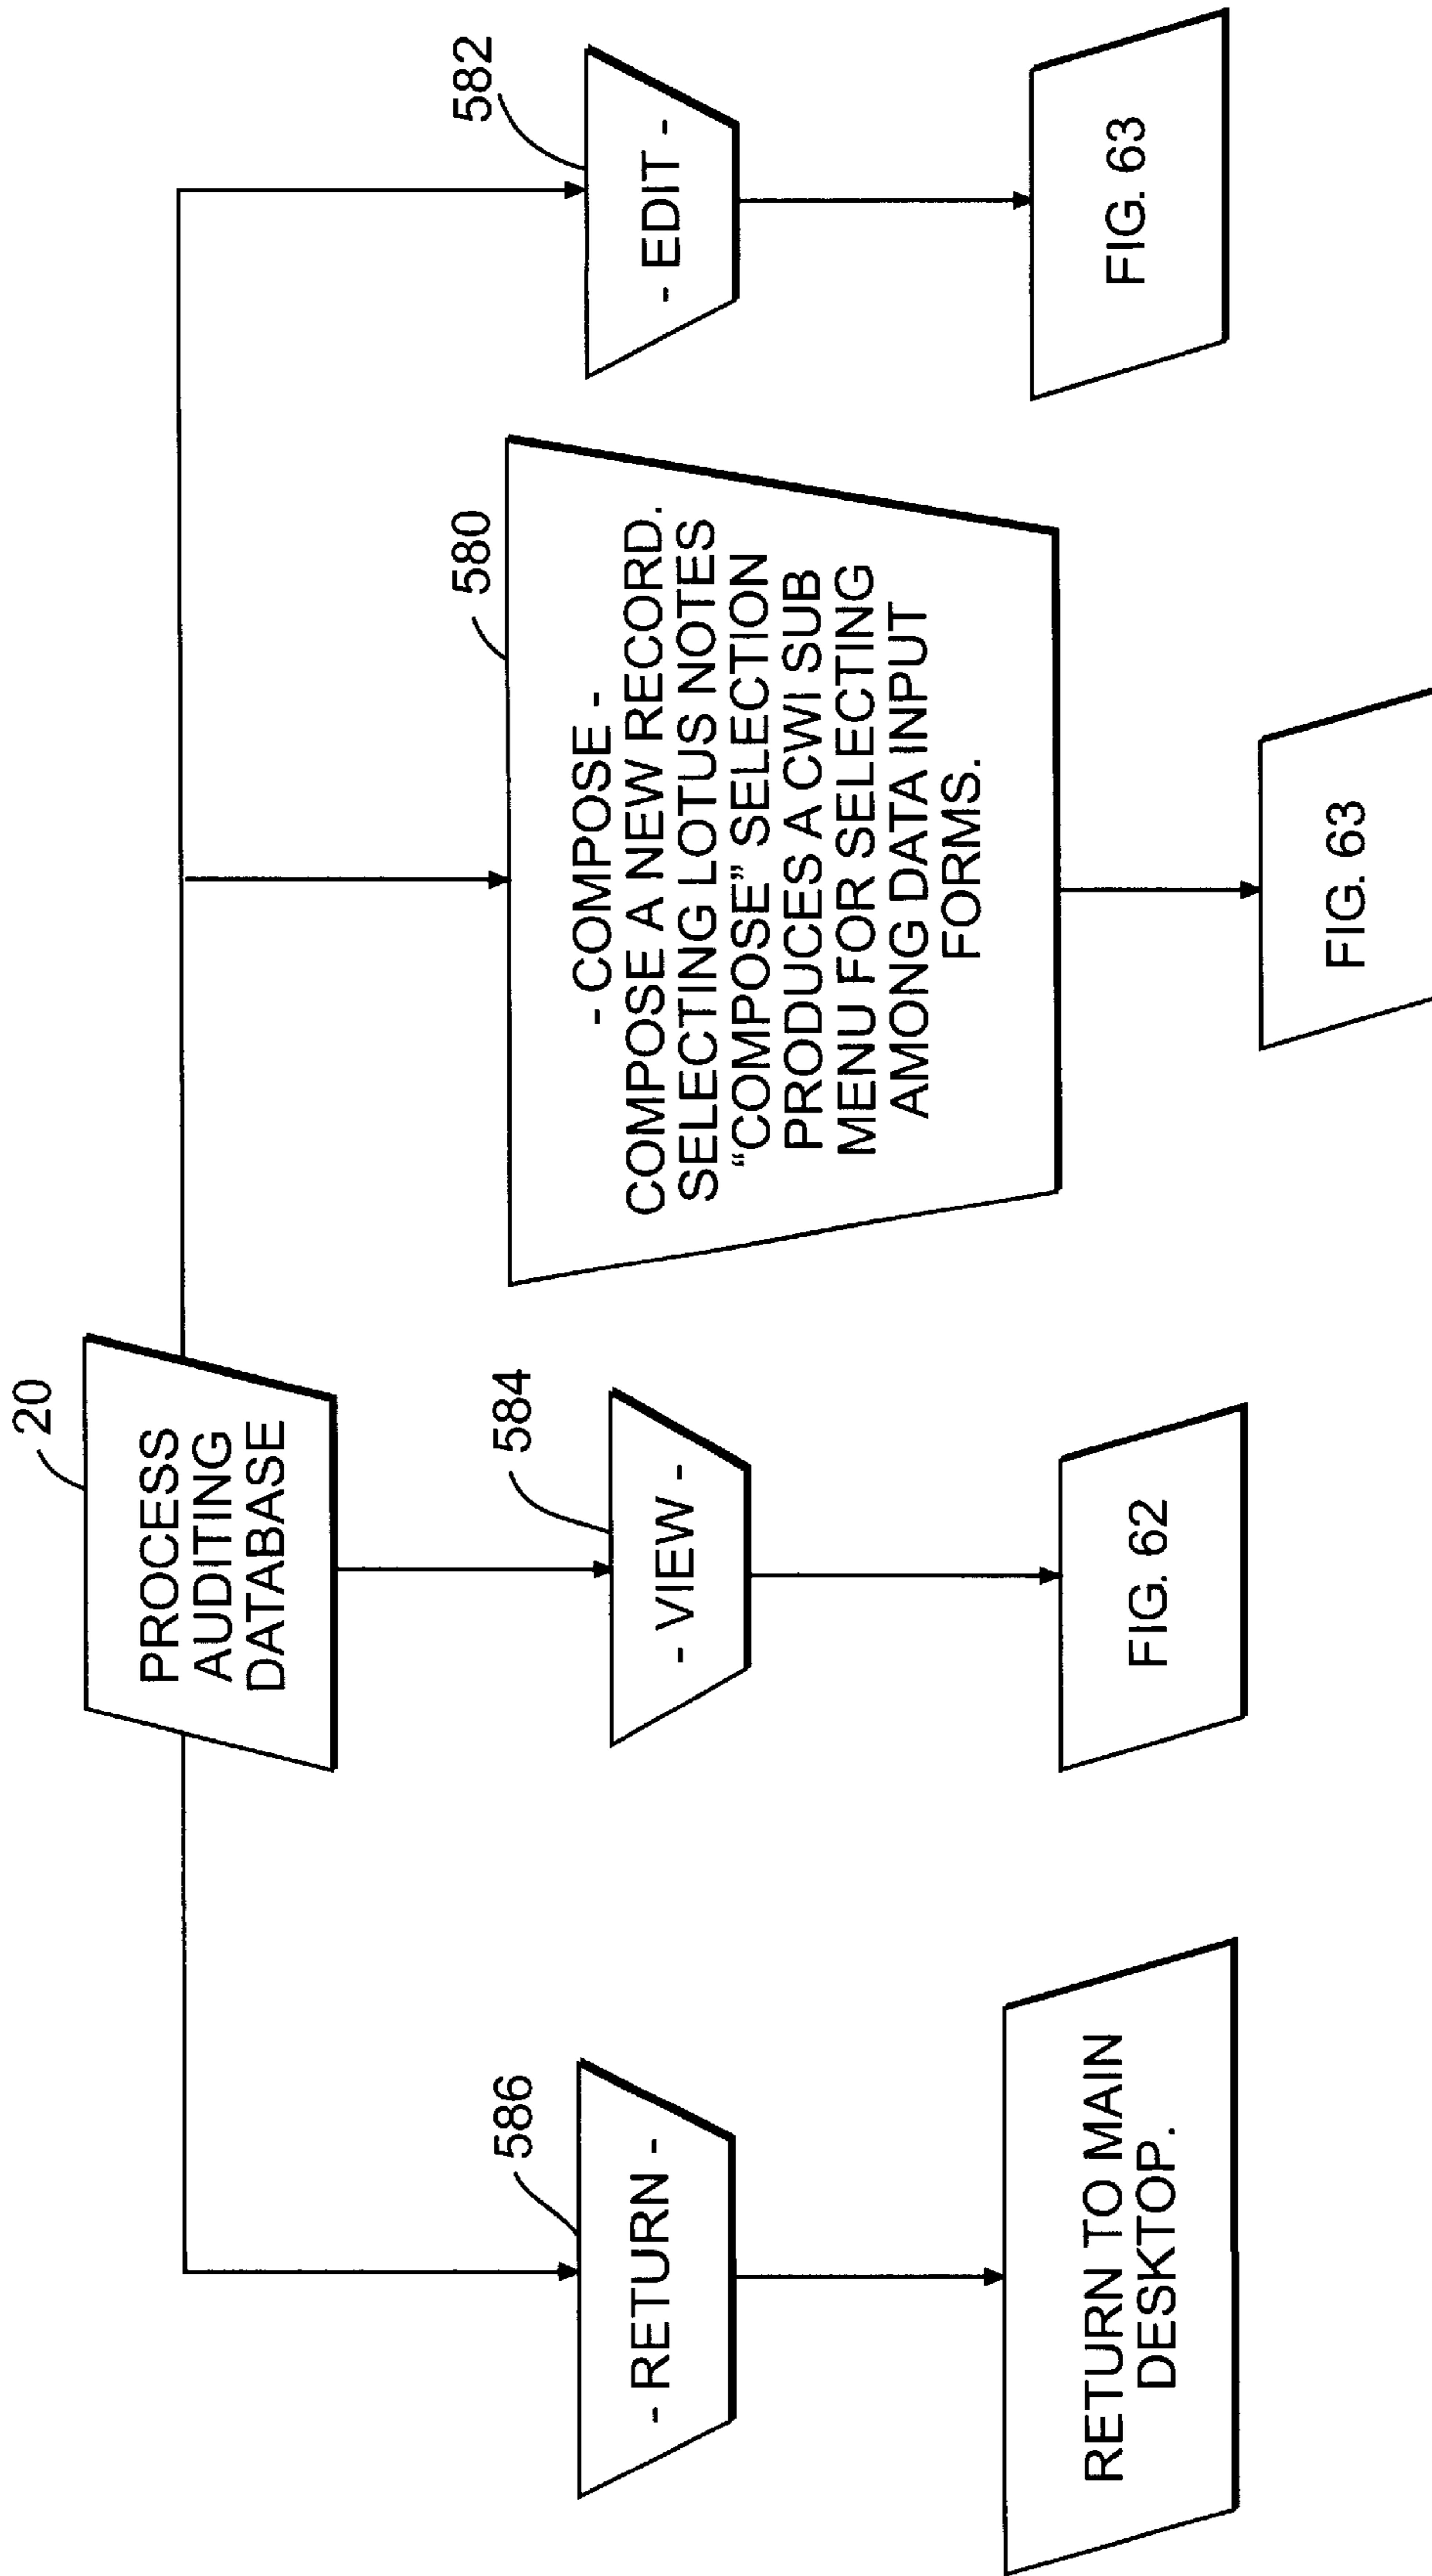 20
PROCESS
AUDITING
DATABASE
586
- RETURN -
RETURN TO MAIN
DESKTOP.
584
- VIEW -
FIG. 62
580
- COMPOSE -
COMPOSE A NEW RECORD.
SELECTING LOTUS NOTES
“COMPOSE” SELECTION
PRODUCES A CWI SUB
MENU FOR SELECTING
AMONG DATA INPUT
FORMS.
FIG. 63
582
- EDIT -
FIG. 63